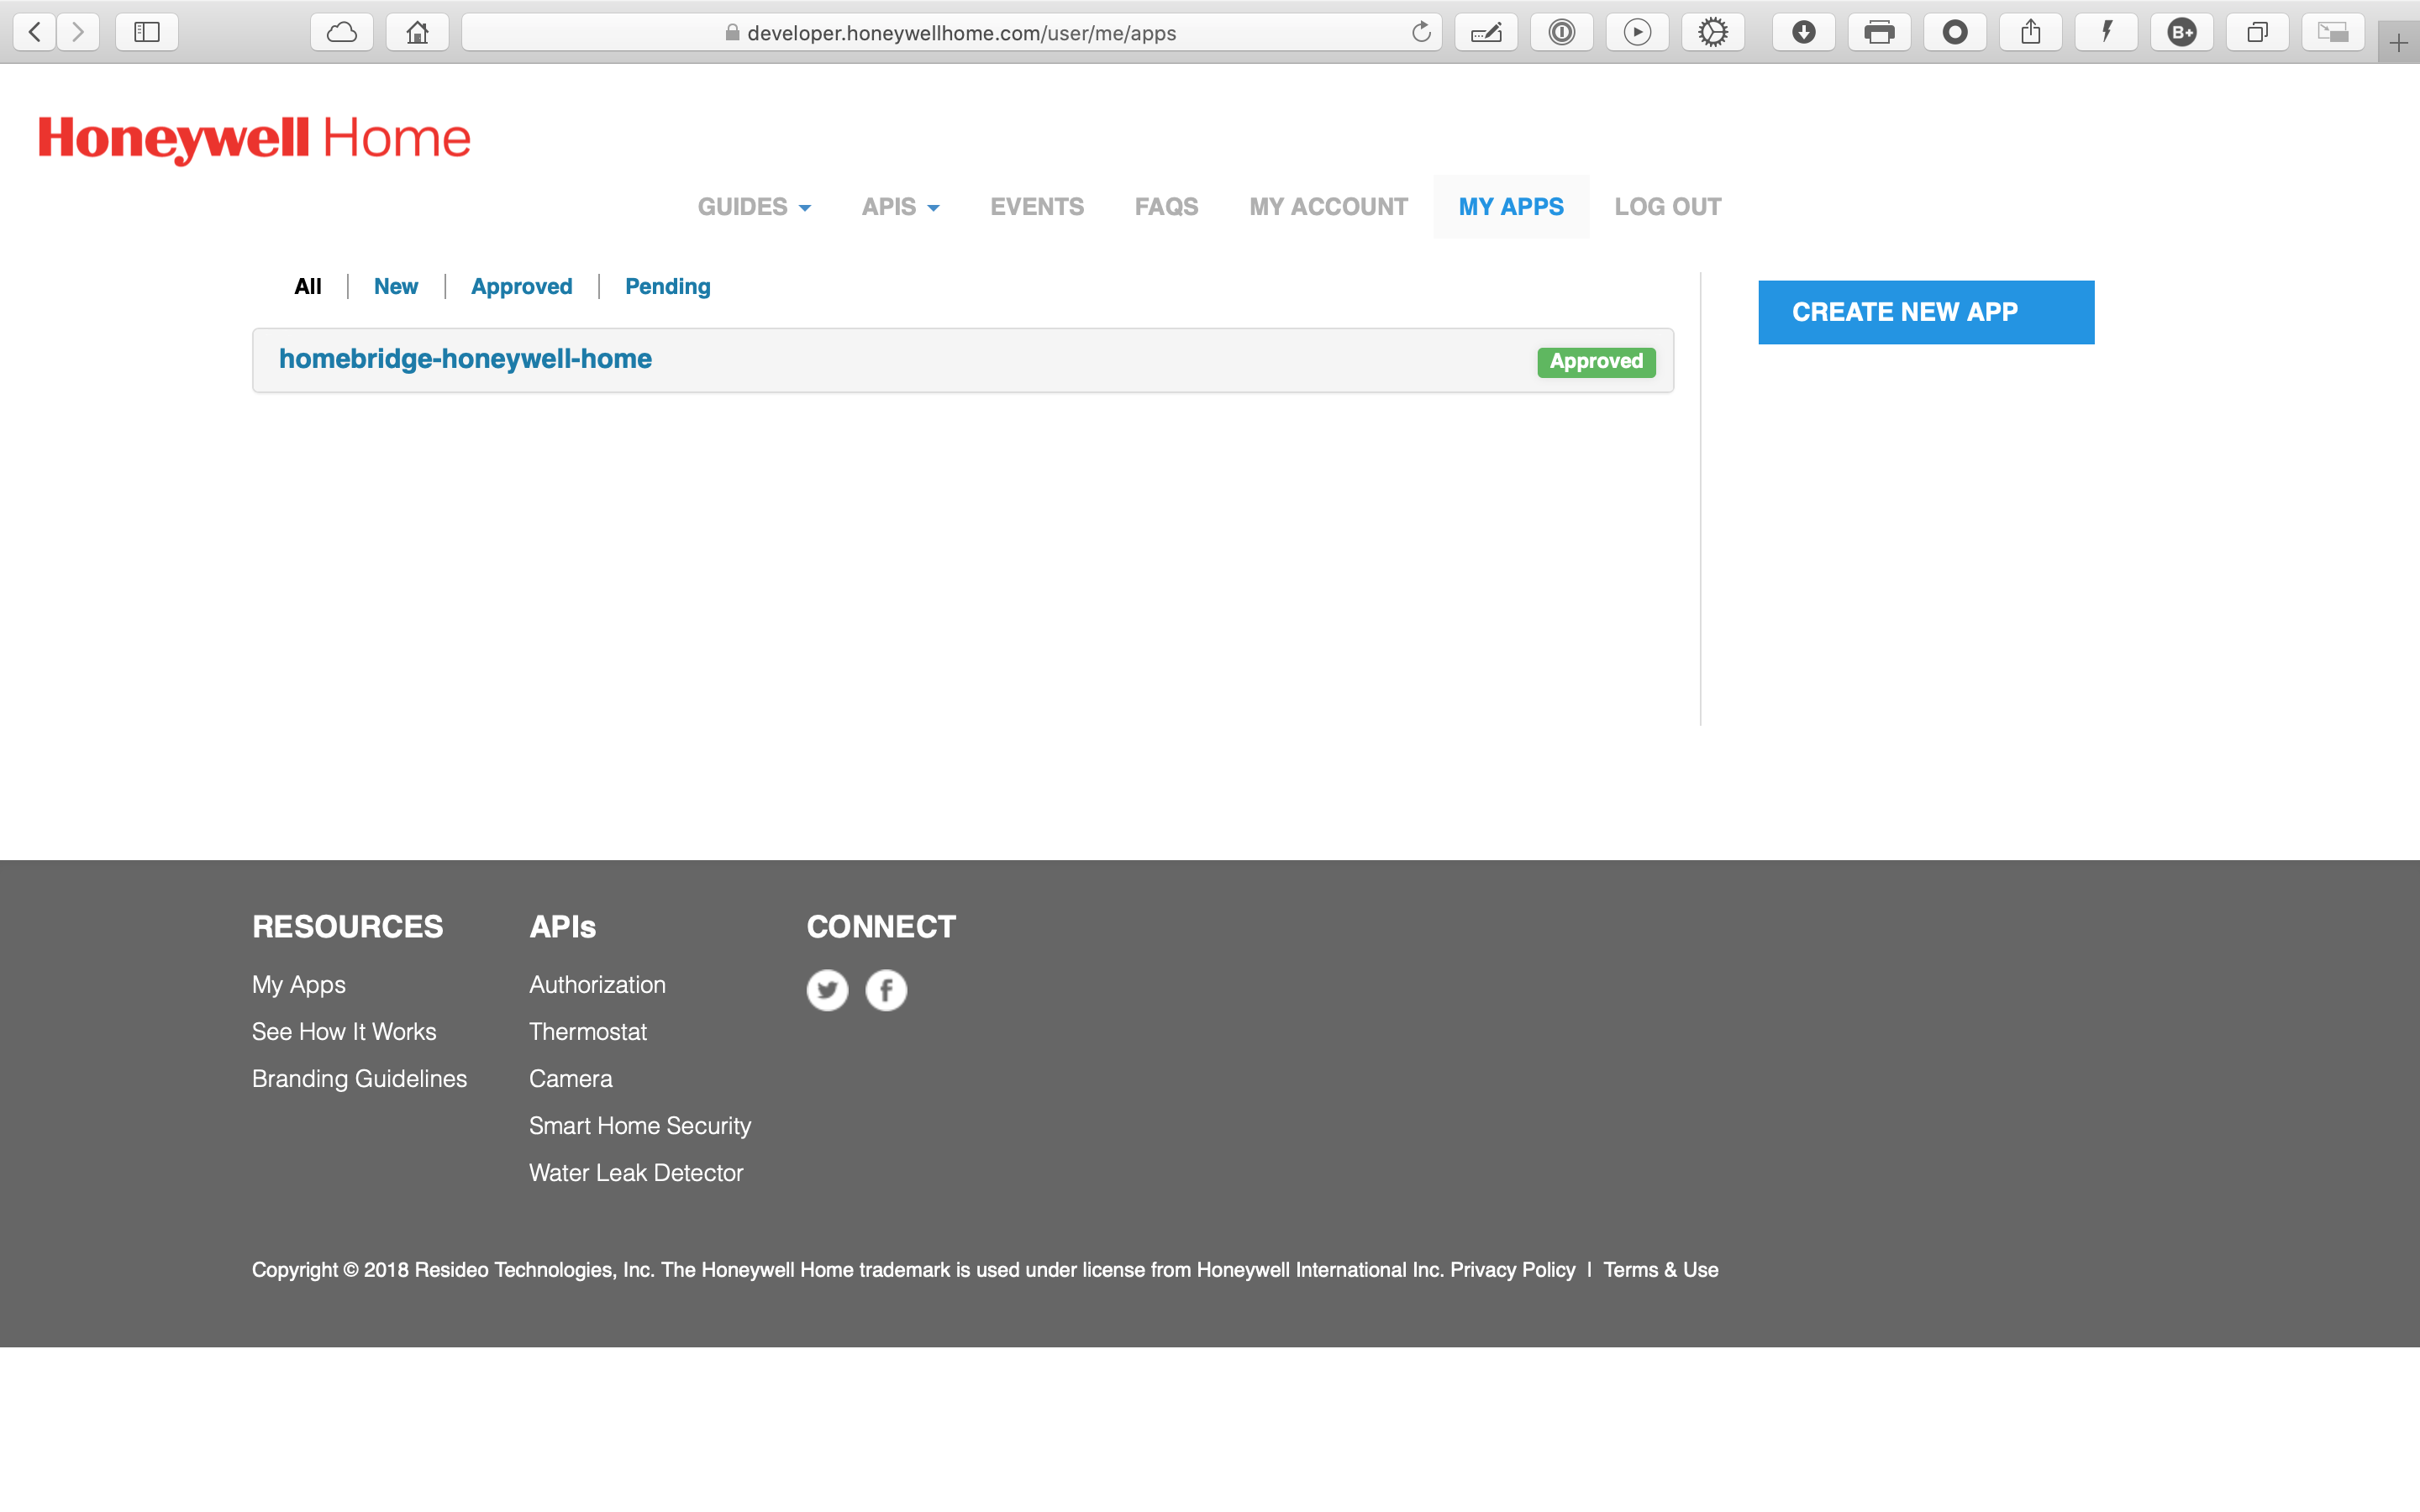 developer.honeywellhome.com/user/me/apps
B+
Honeywell Home
GUIDES APIS EVENTS FAQS MY ACCOUNT MY APPS LOG OUT
All | New | Approved | Pending
CREATE NEW APP
homebridge-honeywell-home
Approved
RESOURCES
My Apps
See How It Works
Branding Guidelines
APIs
Authorization
Thermostat
Camera
Smart Home Security
Water Leak Detector
CONNECT
Copyright © 2018 Resideo Technologies, Inc. The Honeywell Home trademark is used under license from Honeywell International Inc. Privacy Policy | Terms & Use